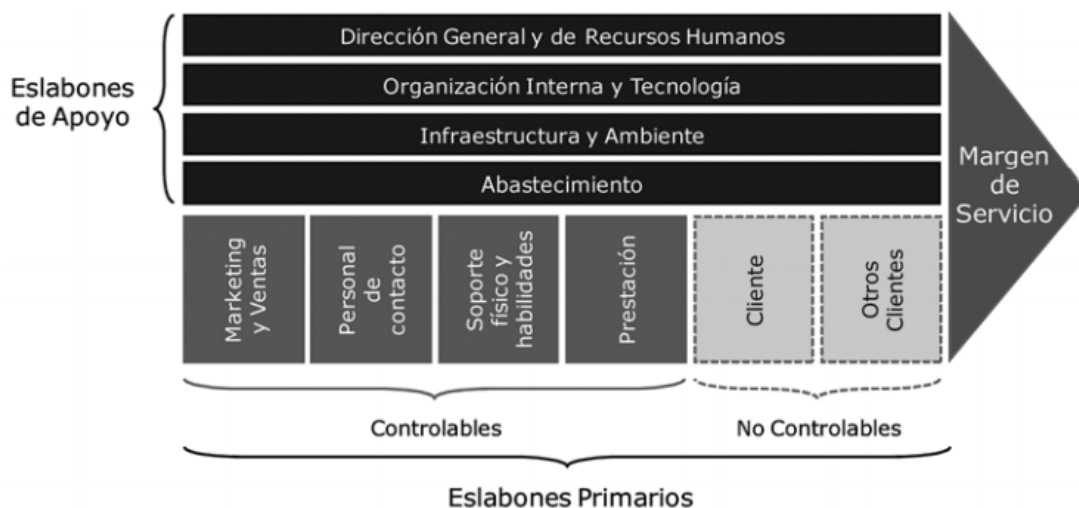 Dirección General y de Recursos Humanos
Organización Interna y Tecnología
Infraestructura y Ambiente
Abastecimiento
Eslabones
de Apoyo
Margen
de
Servicio
Marketing
y Ventas
Personal
de
contacto
Soporte
físico y
habilidades
Prestación
Cliente
Otros
Clientes
Controlables
No Controlables
Eslabones Primarios